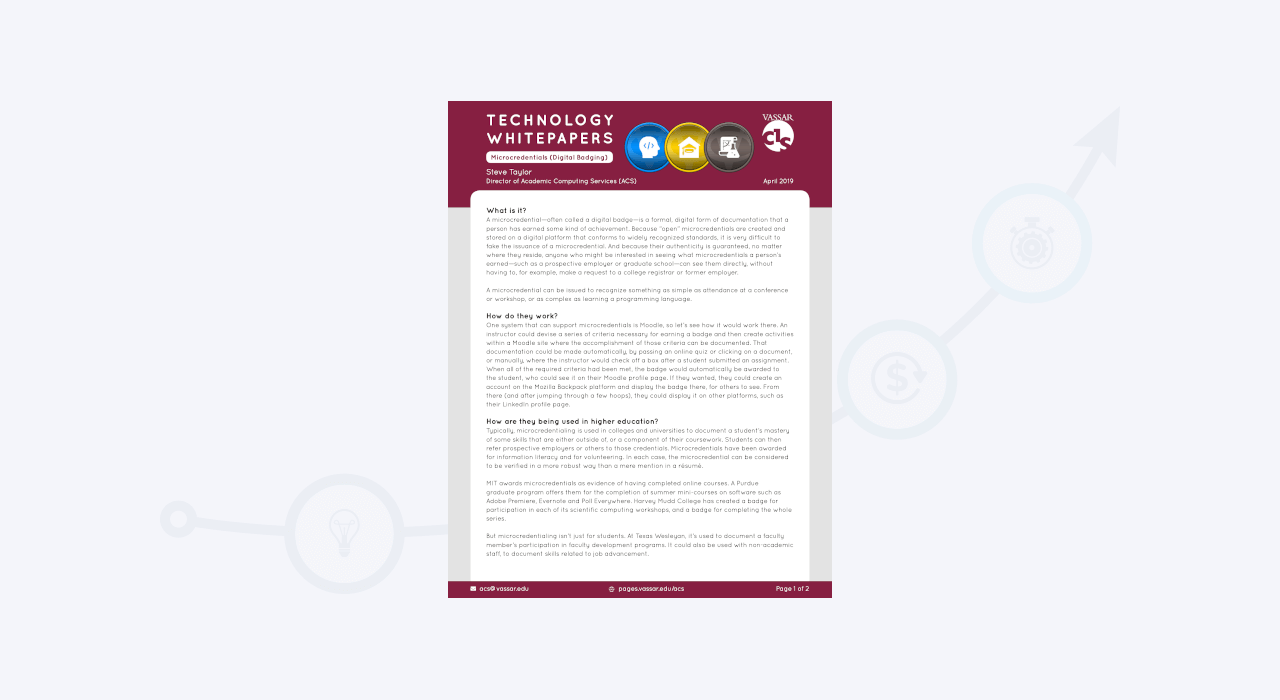 TECHNOLOGY
WHITEPAPERS
VASSAR
cis
Microcredentials (Digital Badging)
Steve Taylor
Director of Academic Computing Services (ACS)
April 2019
What is it?
A microcredential—often called a digital badge—is a formal, digital form of documentation that a
person has earned some kind of achievement. Because "open" microcredentials are created and
stored on a digital platform that conforms to widely recognized standards, it is very difficult to
fake the issuance of a microcredential. And because their authenticity is guaranteed, no matter
where they reside, anyone who might be interested in seeing what microcredentials a person's
earned—such as a prospective employer or graduate school—can see them directly, without
having to, for example, make a request to a college registrar or former employer.
A microcredential can be issued to recognize something as simple as attendance at a conference
or workshop, or as complex as learning a programming language.
How do they work?
One system that can support microcredentials is Moodle, so let's see how it would work there. An
instructor could devise a series of criteria necessary for earning a badge and then create activities
within a Moodle site where the accomplishment of those criteria can be documented. That
documentation could be made automatically, by passing an online quiz or clicking on a document,
or manually, where the instructor would check off a box after a student submitted an assignment.
When all of the required criteria had been met, the badge would automatically be awarded to
the student, who could see it on their Moodle profile page. If they wanted, they could create an
account on the Mozilla Backpack platform and display the badge there, for others to see. From
there (and after jumping through a few hoops), they could display it on other platforms, such as
their LinkedIn profile page.
How are they being used in higher education?
Typically, microcredentialing is used in colleges and universities to document a student's mastery
of some skills that are either outside of, or a component of their coursework. Students can then
refer prospective employers or others to those credentials. Microcredentials have been awarded
for information literacy and for volunteering. In each case, the microcredential can be considered
to be verified in a more robust way than a mere mention in a résumé.
MIT awards microcredentials as evidence of having completed online courses. A Purdue
graduate program offers them for the completion of summer mini-courses on software such as
Adobe Premiere, Evernote and Poll Everywhere. Harvey Mudd College has created a badge for
participation in each of its scientific computing workshops, and a badge for completing the whole
series.
But microcredentialing isn't just for students. At Texas Wesleyan, it's used to document a faculty
member's participation in faculty development programs. It could also be used with non-academic
staff, to document skills related to job advancement.
acs@vassar.edu
pages.vassar.edu/acs
Page 1 of 2